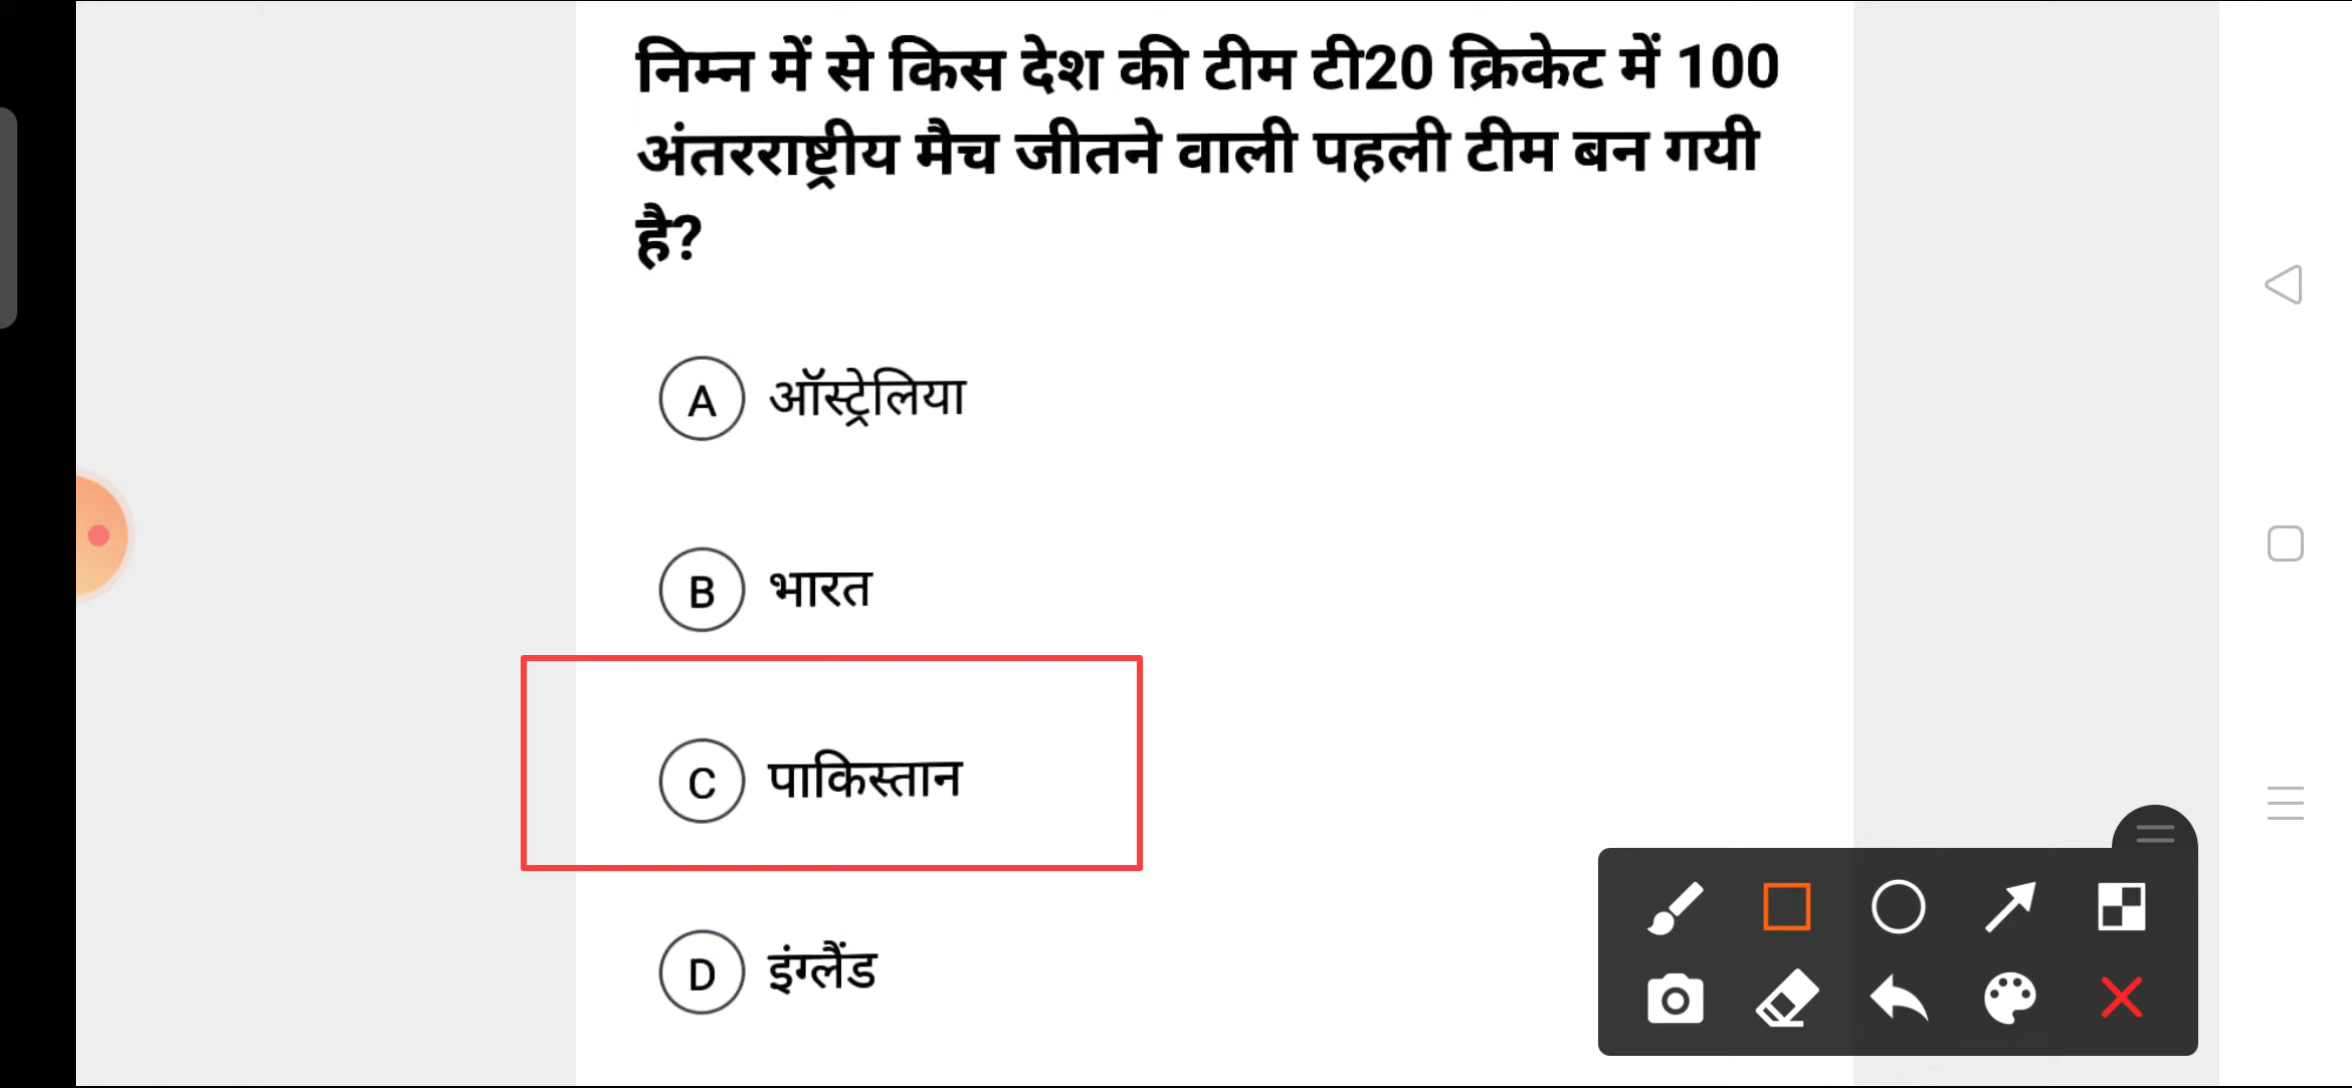 निम्न में से किस देश की टीम टी20 क्रिकेट में 100
अंतरराष्ट्रीय मैच जीतने वाली पहली टीम बन गयी
है?
A ऑस्ट्रेलिया
B भारत
C पाकिस्तान
D इंग्लैंड